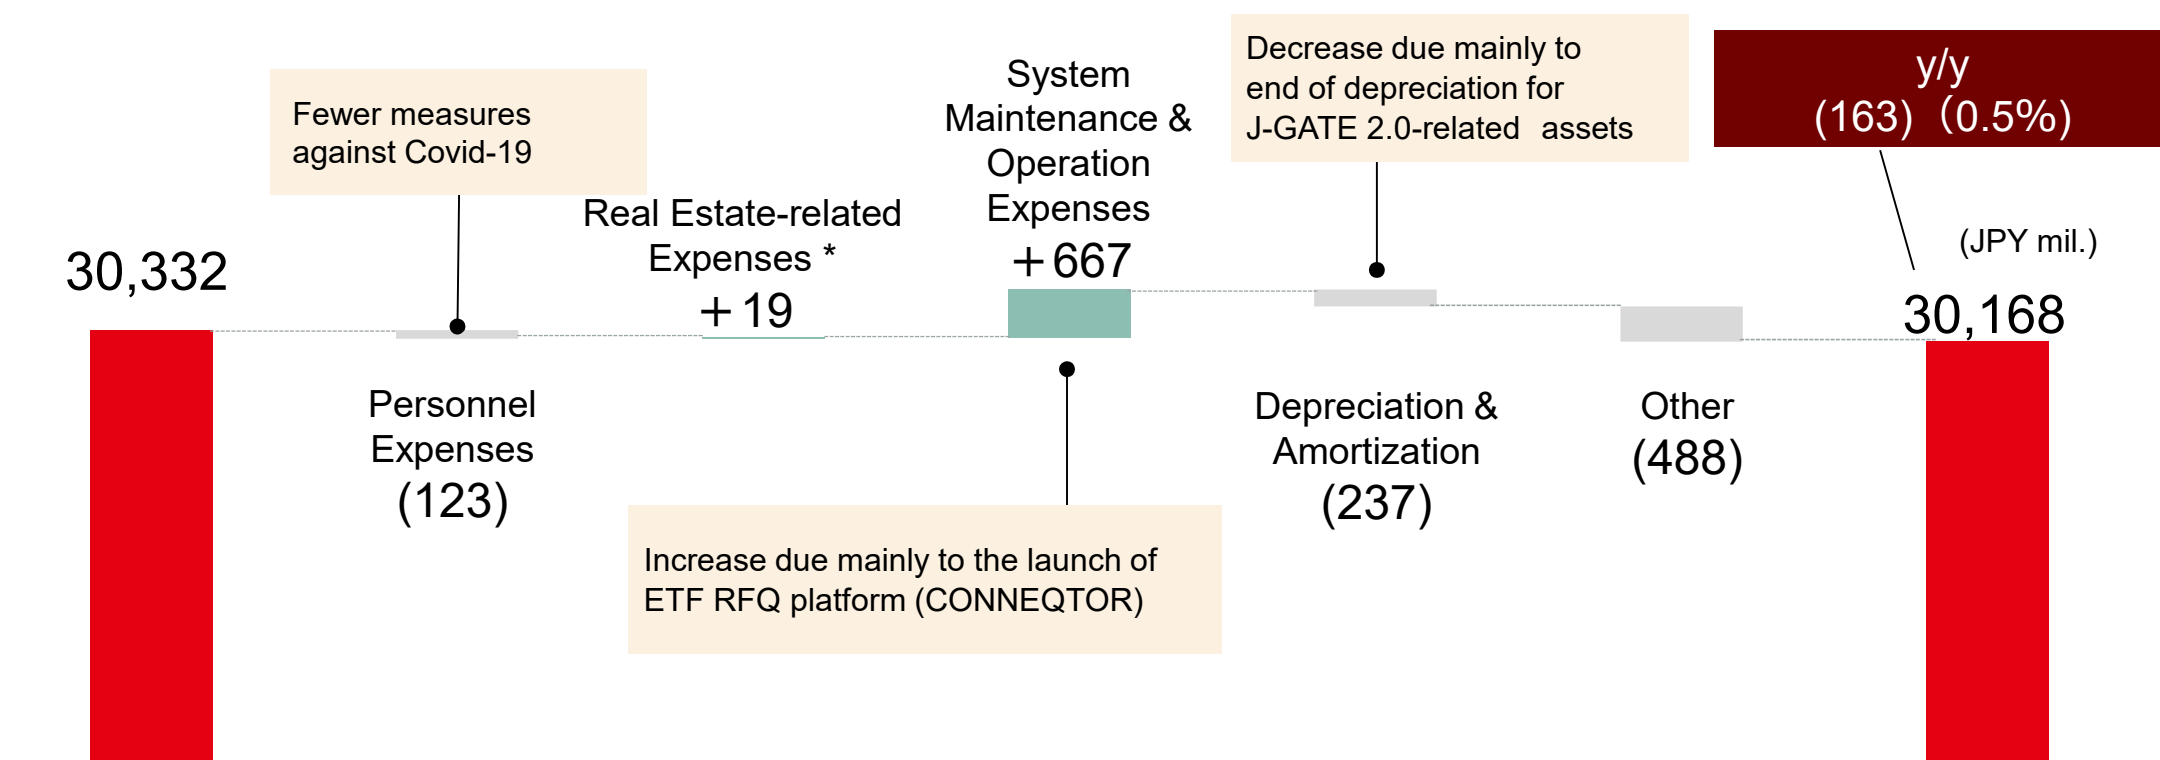 Fewer measures
against Covid-19
System
Maintenance &
Operation
Expenses
+667
Decrease due mainly to
end of depreciation for
J-GATE 2.0-related assets
y/y
(163) (0.5%)
(JPY mil.)
30,332
Real Estate-related
Expenses *
+19
30,168
Personnel
Expenses
(123)
Depreciation &
Amortization
(237)
Other
(488)
Increase due mainly to the launch of
ETF RFQ platform (CONNEQTOR)